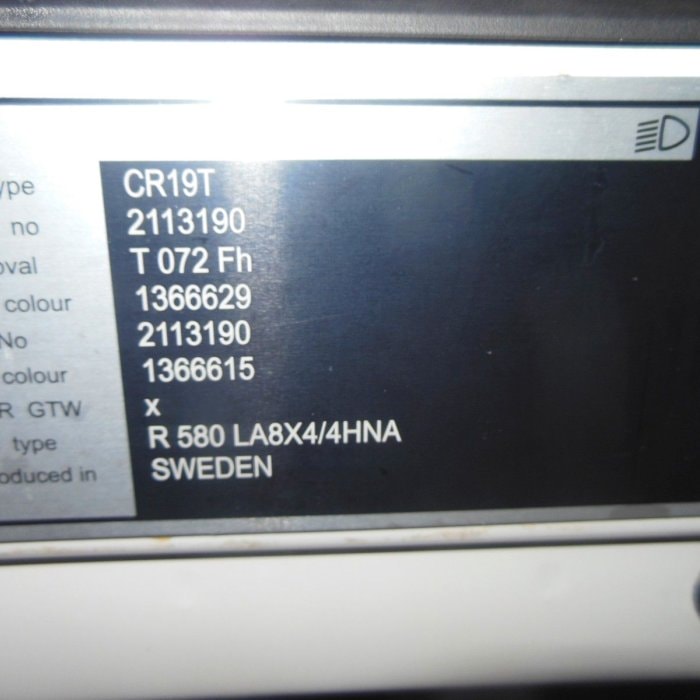 ype CR19T
no 2113190
oval T 072 Fh
colour 1366629
No 2113190
colour 1366615
R GTW x
type R 580 LA8X4/4HNA
oduced in SWEDEN